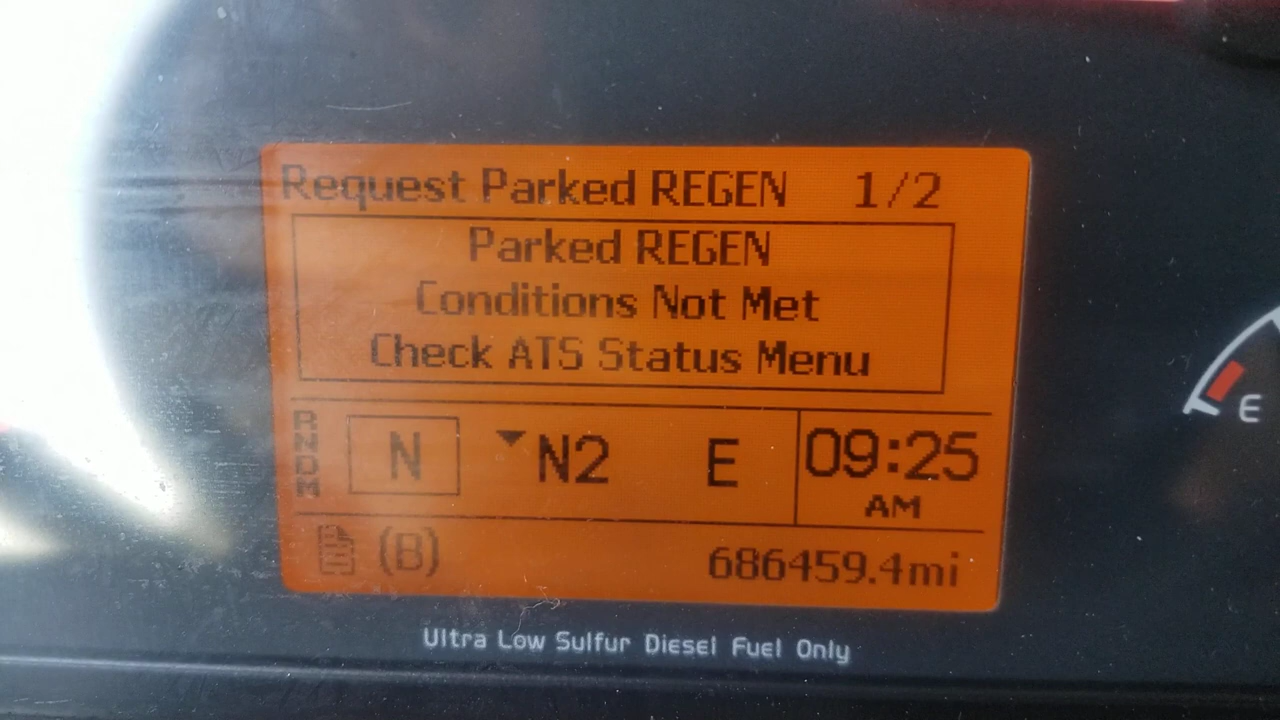 Request Parked REGEN 1/2
Parked REGEN
Conditions Not Met
Check ATS Status Menu
RNDM N N2 E 09:25
AM
(B) 686459.4mi
E
Ultra Low Sulfur Diesel Fuel Only